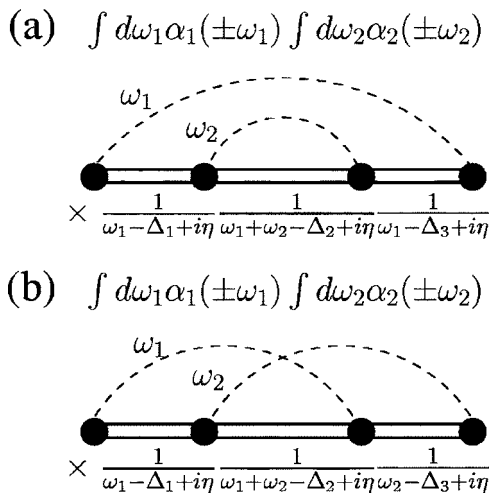 (a) ∫ dω₁α₁(±ω₁) ∫ dω₂α₂(±ω₂)
ω₁
ω₂
× 1/(ω₁−Δ₁+iη) 1/(ω₁+ω₂−Δ₂+iη) 1/(ω₁−Δ₃+iη)
(b) ∫ dω₁α₁(±ω₁) ∫ dω₂α₂(±ω₂)
ω₁
ω₂
× 1/(ω₁−Δ₁+iη) 1/(ω₁+ω₂−Δ₂+iη) 1/(ω₂−Δ₃+iη)